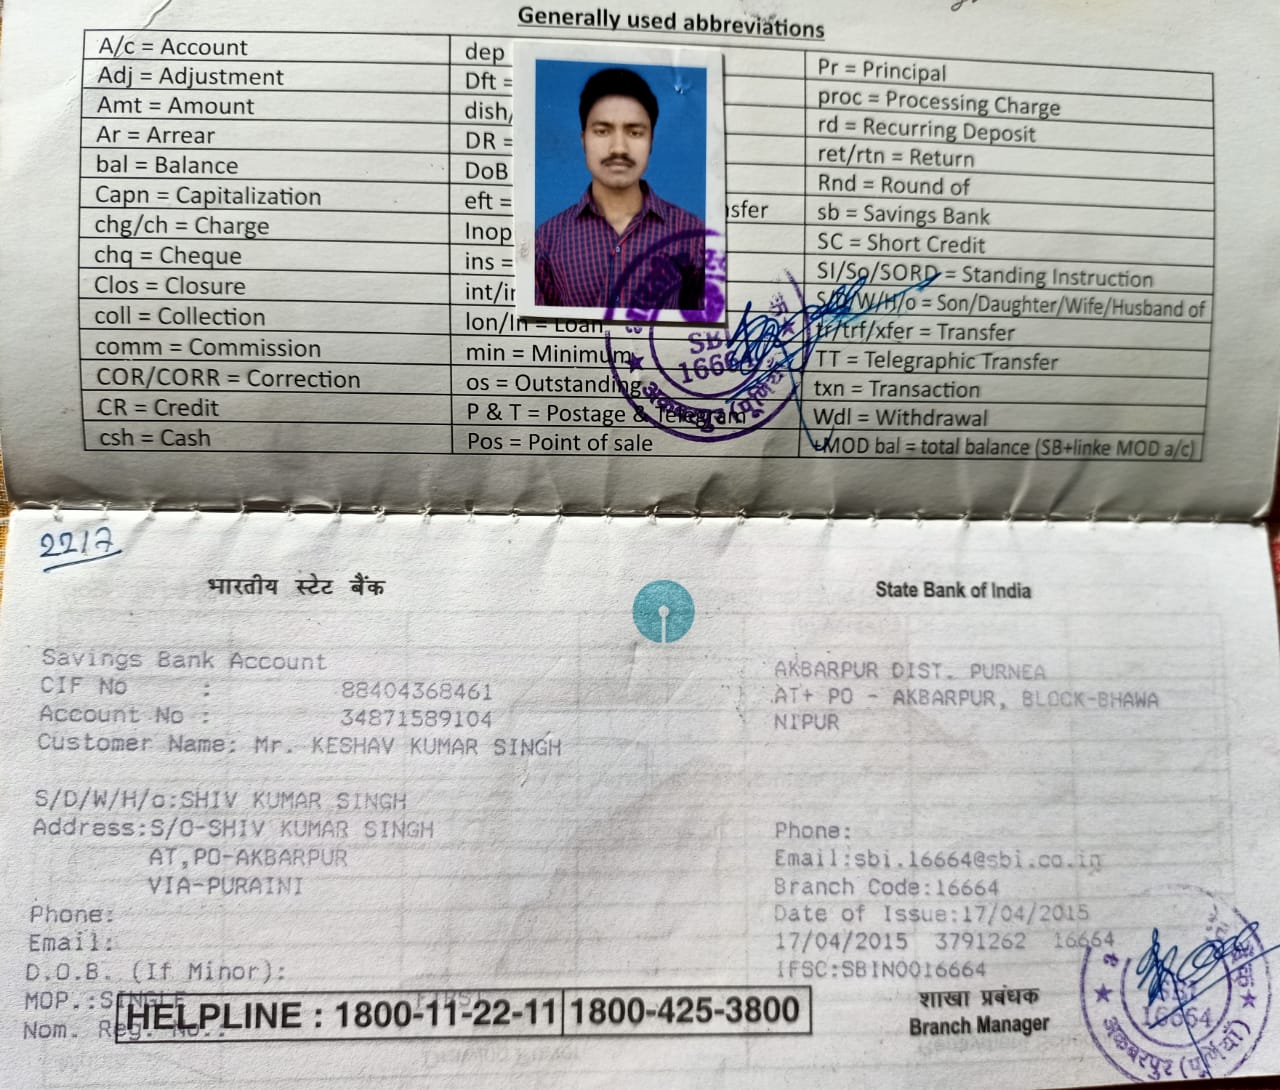 Generally used abbreviations
A/c = Account
Adj = Adjustment
Amt = Amount
Ar = Arrear
bal = Balance
Capn = Capitalization
chg/ch = Charge
chq = Cheque
Clos = Closure
coll = Collection
comm = Commission
COR/CORR = Correction
CR = Credit
csh = Cash
dep
Dft =
dish/
DR =
DoB
eft = sfer
Inop
ins =
int/in
lon/ln = Loan
min = Minimum
os = Outstanding
P & T = Postage & Telegram
Pos = Point of sale
Pr = Principal
proc = Processing Charge
rd = Recurring Deposit
ret/rtn = Return
Rnd = Round of
sb = Savings Bank
SC = Short Credit
SI/So/SORD = Standing Instruction
S/D/W/H/o = Son/Daughter/Wife/Husband of
tr/trf/xfer = Transfer
TT = Telegraphic Transfer
txn = Transaction
Wdl = Withdrawal
+MOD bal = total balance (SB+linke MOD a/c)
SBI
16664
2217
भारतीय स्टेट बैंक
State Bank of India
Savings Bank Account
CIF No : 88404368461
Account No : 34871589104
Customer Name: Mr. KESHAV KUMAR SINGH
S/D/W/H/o:SHIV KUMAR SINGH
Address:S/O-SHIV KUMAR SINGH
AT,PO-AKBARPUR
VIA-PURAINI
Phone:
Email:
D.O.B. (If Minor):
MOP.:SINGLE
Nom. Reg. No.:
HELPLINE : 1800-11-22-11 1800-425-3800
AKBARPUR DIST. PURNEA
AT+ PO - AKBARPUR, BLOCK-BHAWA
NIPUR
Phone:
Email:sbi.16664@sbi.co.in
Branch Code:16664
Date of Issue:17/04/2015
17/04/2015 3791262 16664
IFSC:SBIN0016664
शाखा प्रबंधक
Branch Manager
SBI
16664
अकबरपुर (पूर्णियाँ)